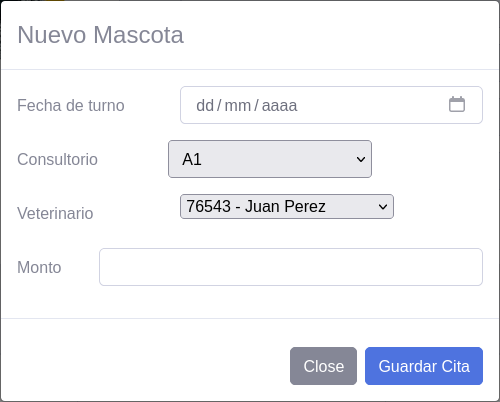 Nuevo Mascota
Fecha de turno dd/mm/aaaa
Consultorio A1
Veterinario 76543 - Juan Perez
Monto
Close Guardar Cita